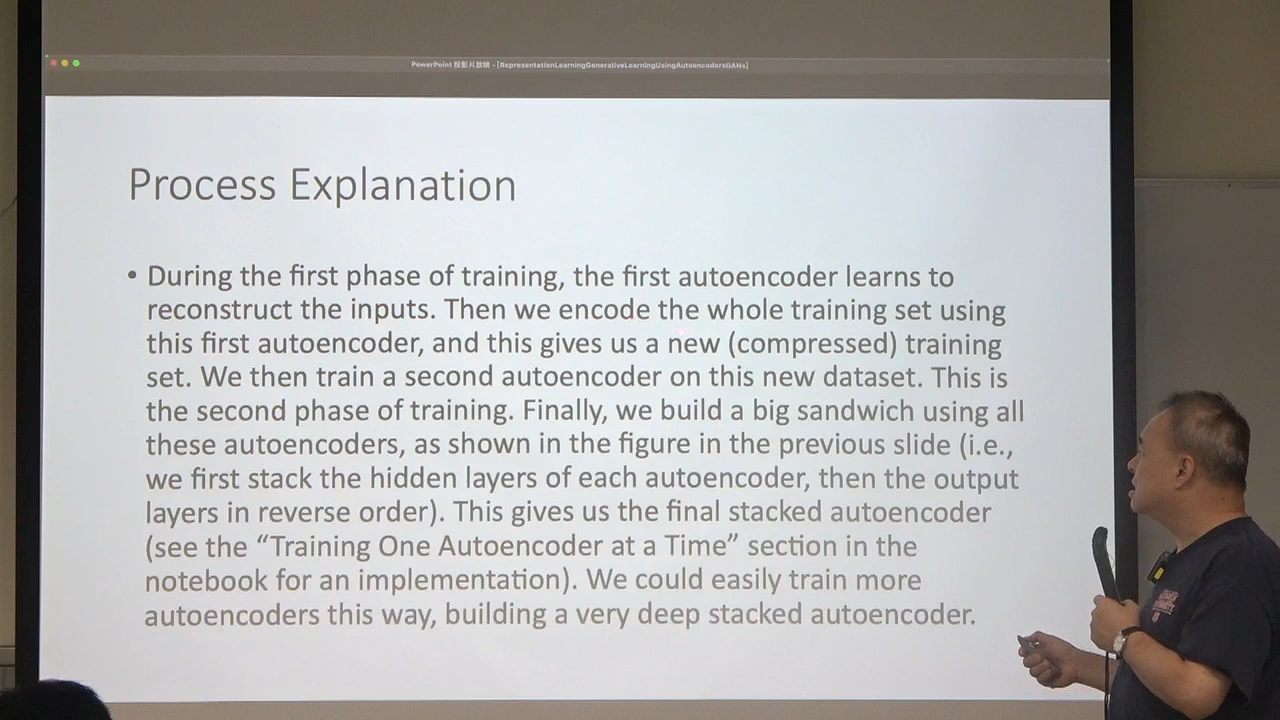 PowerPoint 投影片放映 - [RepresentationLearningGenerativeLearningUsingAutoencodersGANs]
Process Explanation
• During the first phase of training, the first autoencoder learns to
reconstruct the inputs. Then we encode the whole training set using
this first autoencoder, and this gives us a new (compressed) training
set. We then train a second autoencoder on this new dataset. This is
the second phase of training. Finally, we build a big sandwich using all
these autoencoders, as shown in the figure in the previous slide (i.e.,
we first stack the hidden layers of each autoencoder, then the output
layers in reverse order). This gives us the final stacked autoencoder
(see the “Training One Autoencoder at a Time” section in the
notebook for an implementation). We could easily train more
autoencoders this way, building a very deep stacked autoencoder.